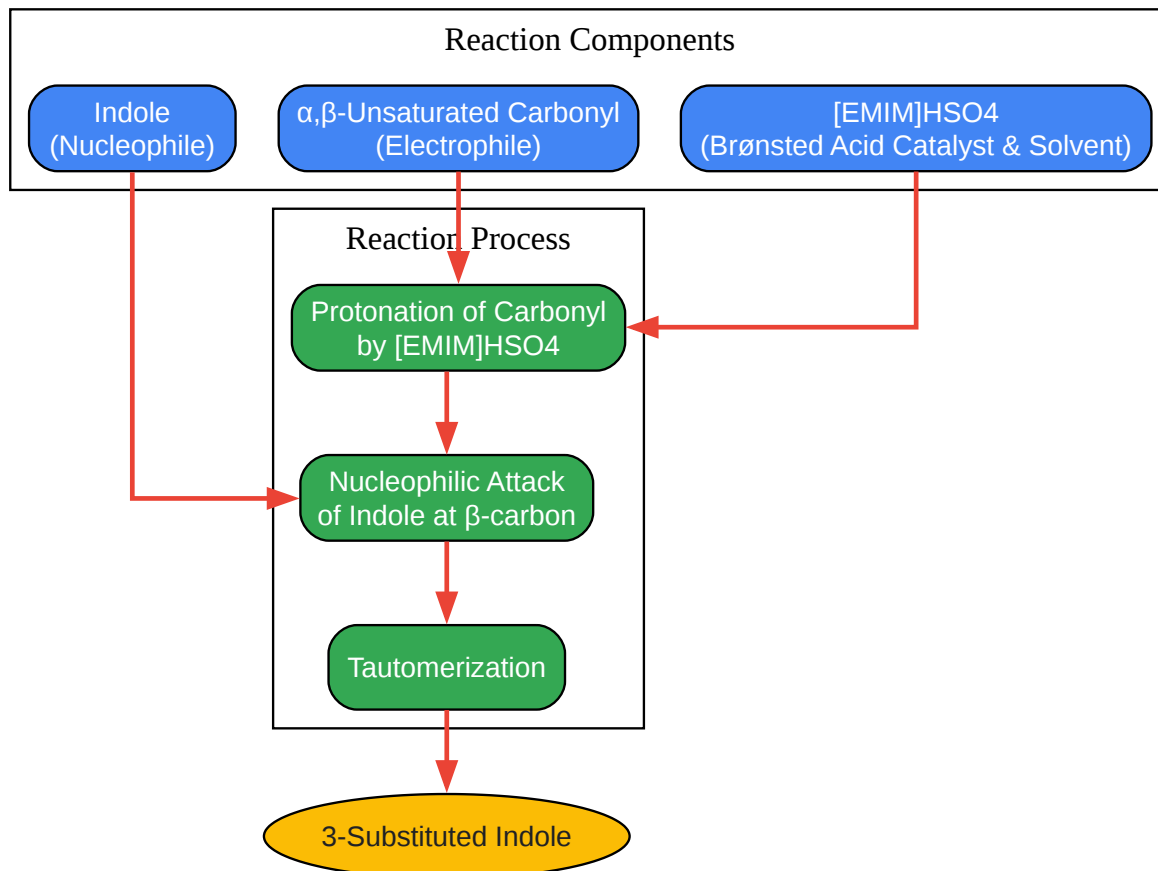 Reaction Components
Indole
(Nucleophile)
α,β-Unsaturated Carbonyl
(Electrophile)
[EMIM]HSO4
(Brønsted Acid Catalyst & Solvent)
Reaction Process
Protonation of Carbonyl
by [EMIM]HSO4
Nucleophilic Attack
of Indole at β-carbon
Tautomerization
3-Substituted Indole